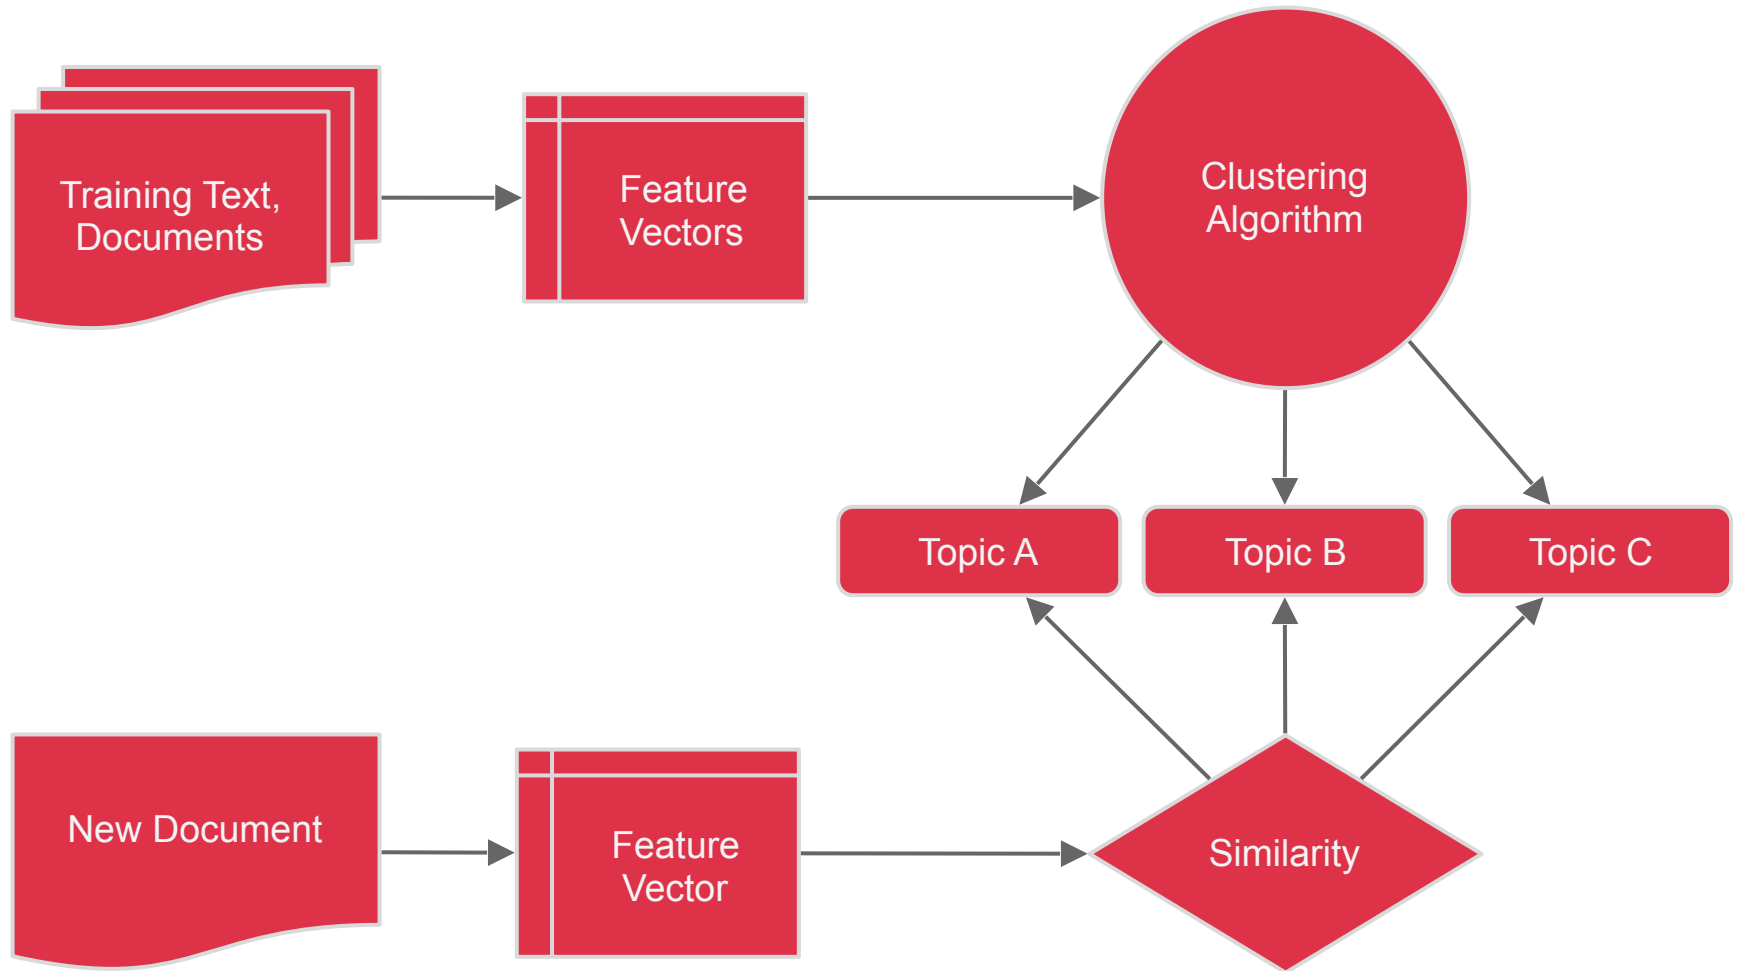 Training Text,
Documents
Feature
Vectors
Clustering
Algorithm
Topic A
Topic B
Topic C
New Document
Feature
Vector
Similarity